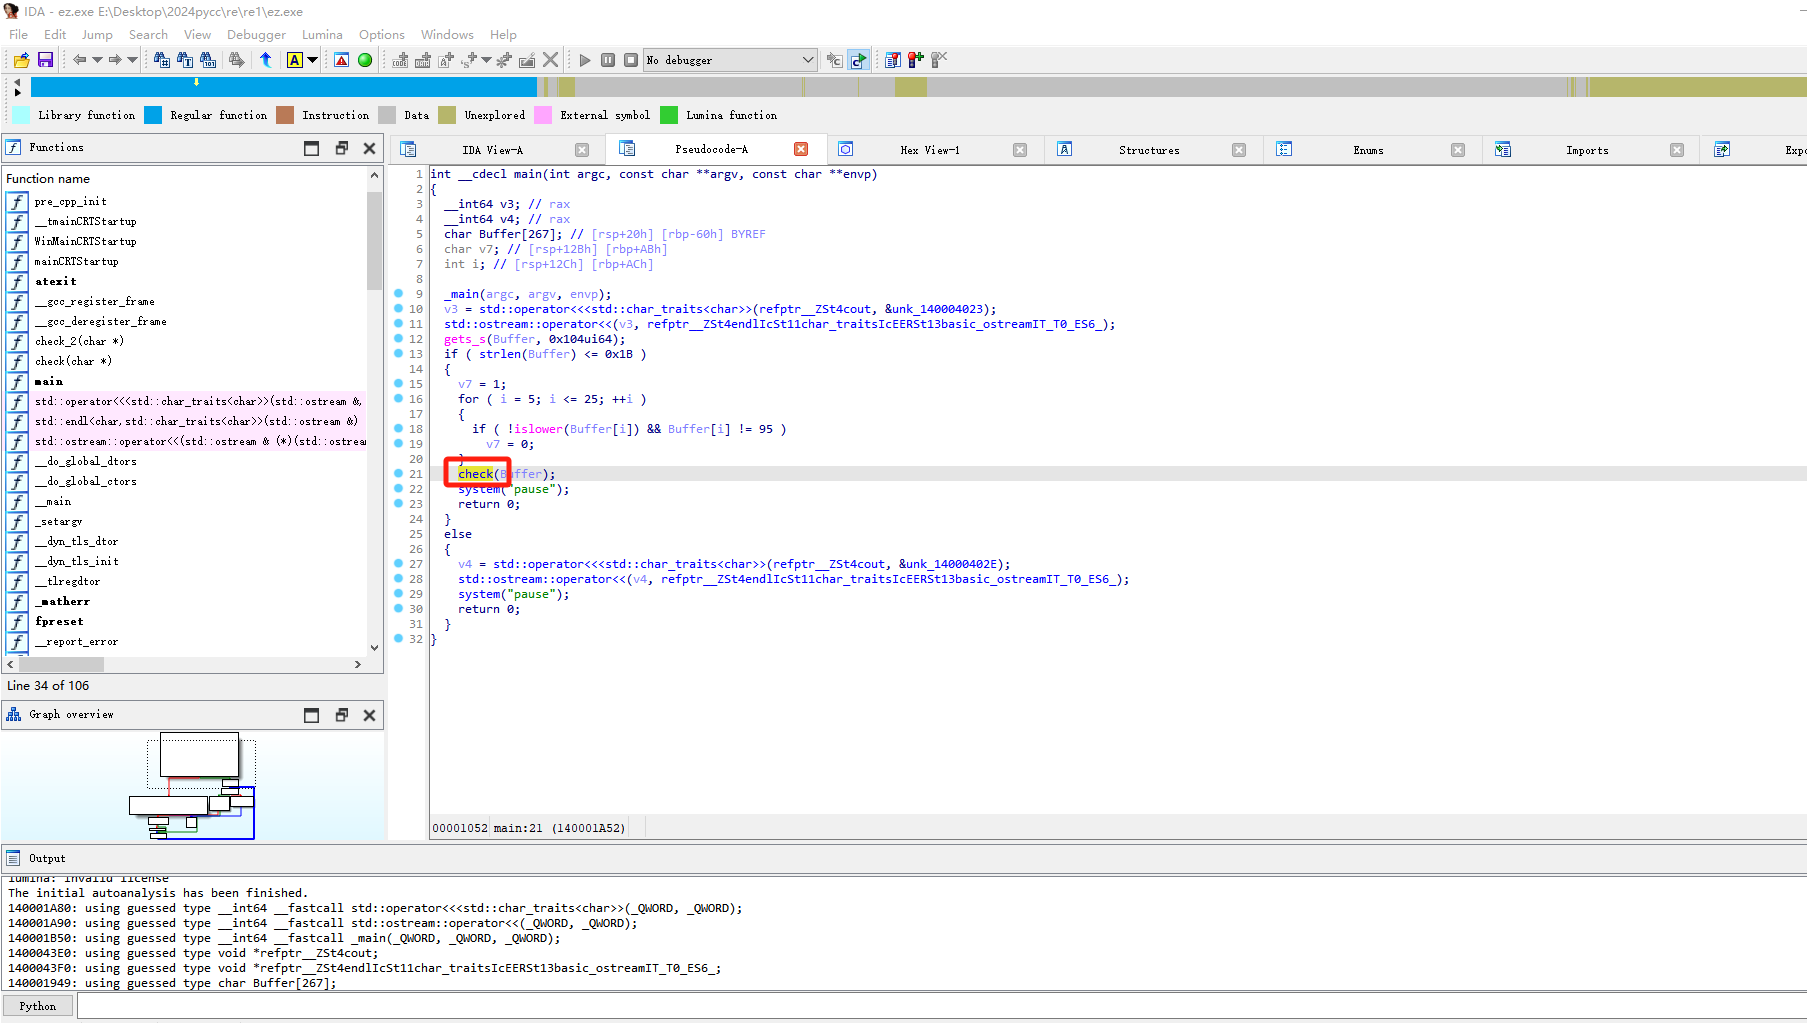 IDA - ez.exe E:\Desktop\2024pycc\re\re1\ez.exe
File Edit Jump Search View Debugger Lumina Options Windows Help
No debugger
Library function Regular function Instruction Data Unexplored External symbol Lumina function
Functions
IDA View-A Pseudocode-A Hex View-1 Structures Enums Imports Expo
Function name
pre_cpp_init
__tmainCRTStartup
WinMainCRTStartup
mainCRTStartup
atexit
__gcc_register_frame
__gcc_deregister_frame
check_2(char *)
check(char *)
main
std::operator<<<std::char_traits<char>>(std::ostream &,
std::endl<char,std::char_traits<char>>(std::ostream &)
std::ostream::operator<<(std::ostream & (*)(std::ostrea
__do_global_dtors
__do_global_ctors
__main
_setargv
__dyn_tls_dtor
__dyn_tls_init
__tlregdtor
_matherr
fpreset
__report_error
Line 34 of 106
Graph overview
1 int __cdecl main(int argc, const char **argv, const char **envp)
2 {
3 __int64 v3; // rax
4 __int64 v4; // rax
5 char Buffer[267]; // [rsp+20h] [rbp-60h] BYREF
6 char v7; // [rsp+12Bh] [rbp+ABh]
7 int i; // [rsp+12Ch] [rbp+ACh]
8
9 _main(argc, argv, envp);
10 v3 = std::operator<<<std::char_traits<char>>(refptr__ZSt4cout, &unk_140004023);
11 std::ostream::operator<<(v3, refptr__ZSt4endlIcSt11char_traitsIcEERSt13basic_ostreamIT_T0_ES6_);
12 gets_s(Buffer, 0x104ui64);
13 if ( strlen(Buffer) <= 0x1B )
14 {
15 v7 = 1;
16 for ( i = 5; i <= 25; ++i )
17 {
18 if ( !islower(Buffer[i]) && Buffer[i] != 95 )
19 v7 = 0;
20 }
21 check(Buffer);
22 system("pause");
23 return 0;
24 }
25 else
26 {
27 v4 = std::operator<<<std::char_traits<char>>(refptr__ZSt4cout, &unk_14000402E);
28 std::ostream::operator<<(v4, refptr__ZSt4endlIcSt11char_traitsIcEERSt13basic_ostreamIT_T0_ES6_);
29 system("pause");
30 return 0;
31 }
32 }
00001052 main:21 (140001A52)
Output
lumina: invalid license
The initial autoanalysis has been finished.
140001A80: using guessed type __int64 __fastcall std::operator<<<std::char_traits<char>>(_QWORD, _QWORD);
140001A90: using guessed type __int64 __fastcall std::ostream::operator<<(_QWORD, _QWORD);
140001B50: using guessed type __int64 __fastcall _main(_QWORD, _QWORD, _QWORD);
1400043E0: using guessed type void *refptr__ZSt4cout;
1400043F0: using guessed type void *refptr__ZSt4endlIcSt11char_traitsIcEERSt13basic_ostreamIT_T0_ES6_;
140001949: using guessed type char Buffer[267];
Python